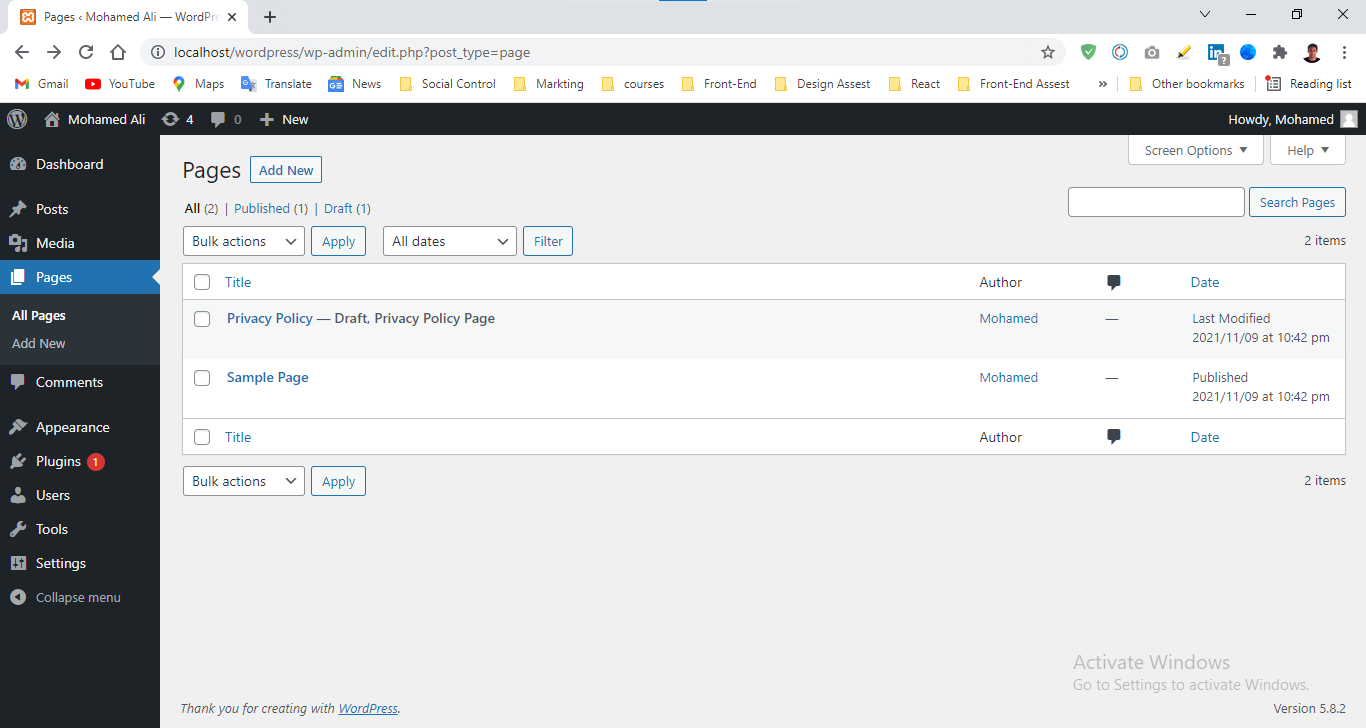 Pages ‹ Mohamed Ali — WordPre
localhost/wordpress/wp-admin/edit.php?post_type=page
Gmail YouTube Maps Translate News Social Control Markting courses Front-End Design Assest React Front-End Assest » Other bookmarks Reading list
Mohamed Ali 4 0 New Howdy, Mohamed
Screen Options Help
Dashboard
Posts
Media
Pages
All Pages
Add New
Comments
Appearance
Plugins 1
Users
Tools
Settings
Collapse menu
Pages Add New
All (2) | Published (1) | Draft (1)
Search Pages
Bulk actions Apply All dates Filter 2 items
Title Author Date
Privacy Policy — Draft, Privacy Policy Page Mohamed — Last Modified
2021/11/09 at 10:42 pm
Sample Page Mohamed — Published
2021/11/09 at 10:42 pm
Title Author Date
Bulk actions Apply 2 items
Activate Windows
Go to Settings to activate Windows.
Thank you for creating with WordPress. Version 5.8.2